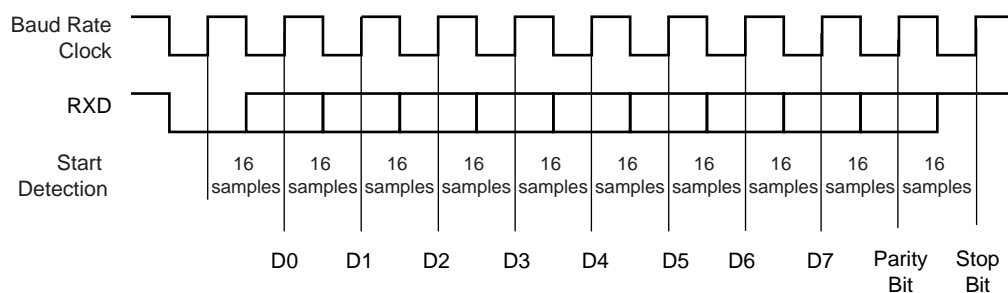 Baud Rate
Clock
RXD
Start
Detection
16 16 16 16 16 16 16 16 16 16
samples samples samples samples samples samples samples samples samples samples
D0 D1 D2 D3 D4 D5 D6 D7 Parity Stop
Bit Bit